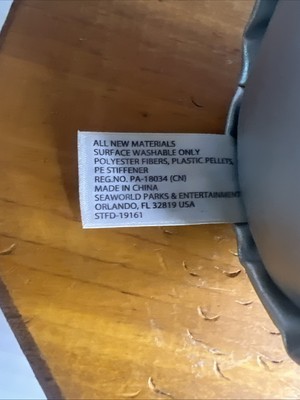 ALL NEW MATERIALS
SURFACE WASHABLE ONLY
POLYESTER FIBERS, PLASTIC PELLETS,
PE STIFFENER
REG.NO. PA-18034 (CN)
MADE IN CHINA
SEAWORLD PARKS & ENTERTAINMENT
ORLANDO, FL 32819 USA
STFD-19161